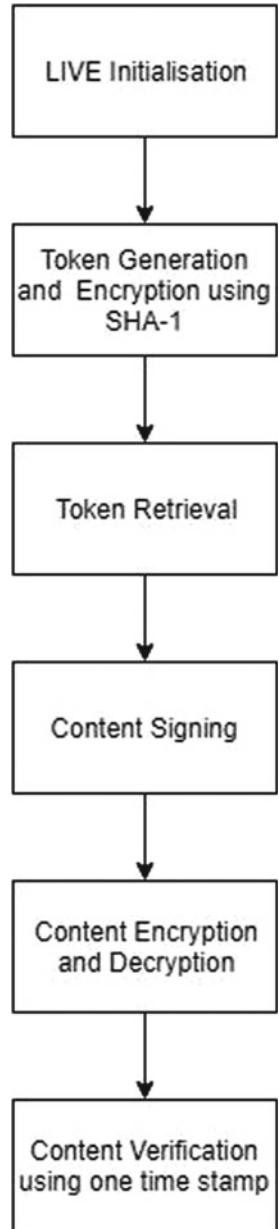 LIVE Initialisation
Token Generation
and Encryption using
SHA-1
Token Retrieval
Content Signing
Content Encryption
and Decryption
Content Verification
using one time stamp